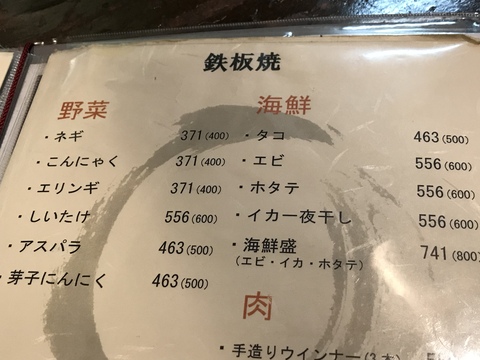 鉄板焼
野菜
・ネギ 371(400)
・こんにゃく 371(400)
・エリンギ 371(400)
・しいたけ 556(600)
・アスパラ 463(500)
・芽子にんにく 463(500)
海鮮
・タコ 463(500)
・エビ 556(600)
・ホタテ 556(600)
・イカ一夜干し 556(600)
・海鮮盛 741(800)
(エビ・イカ・ホタテ)
肉
・手造りウインナー(3本)